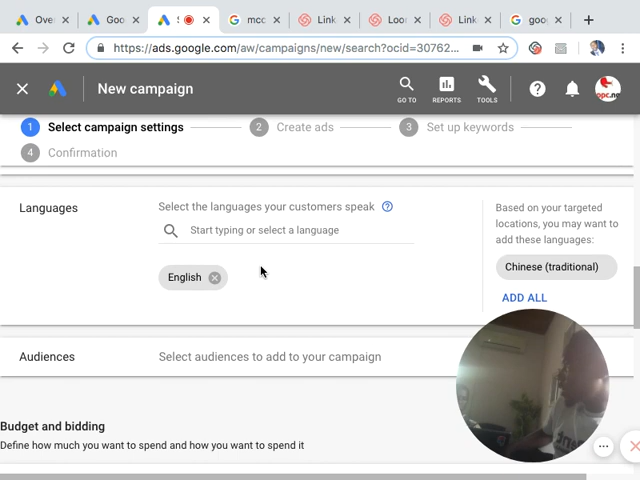 Ove
Goo
S
mcc
Link
Loo
Link
goo
https://ads.google.com/aw/campaigns/new/search?ocid=30762...
New campaign
GO TO
REPORTS
TOOLS
opc.ne
1 Select campaign settings
2 Create ads
3 Set up keywords
4 Confirmation
Languages
Select the languages your customers speak
Start typing or select a language
English
Based on your targeted
locations, you may want to
add these languages:
Chinese (traditional)
ADD ALL
Audiences
Select audiences to add to your campaign
Budget and bidding
Define how much you want to spend and how you want to spend it